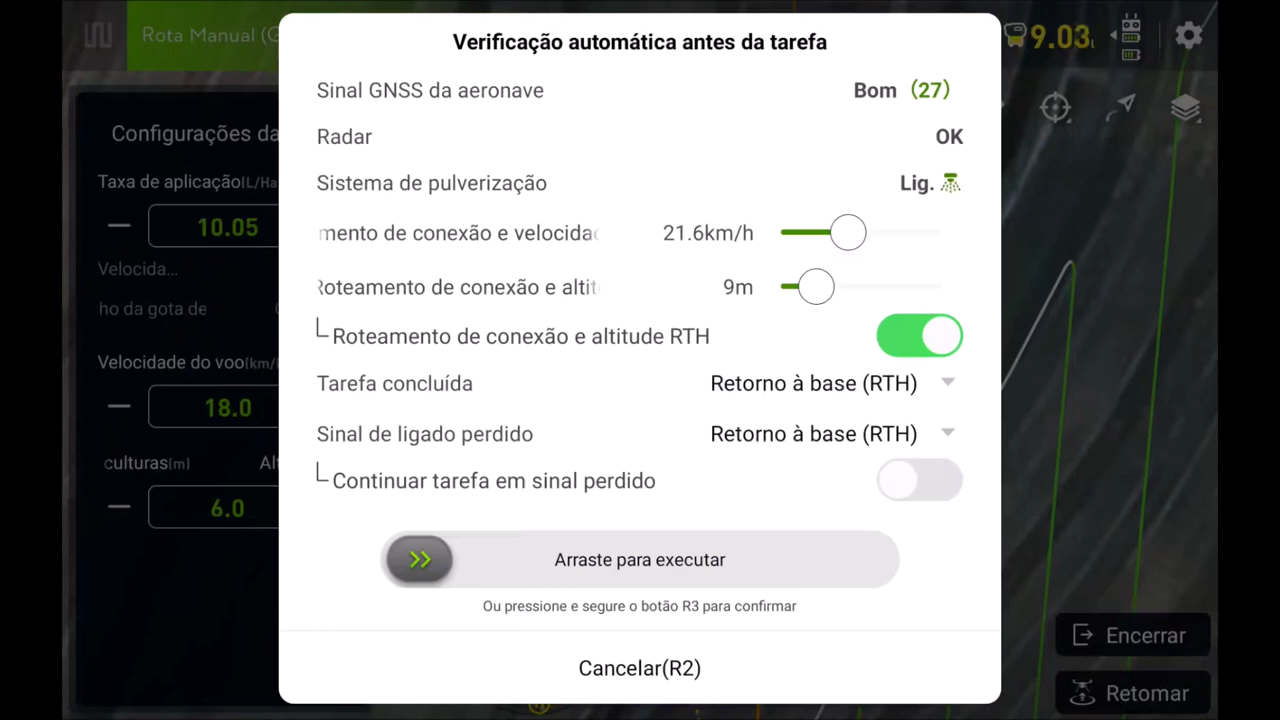 Rota Manual (G
9.03L
Verificação automática antes da tarefa
Sinal GNSS da aeronave Bom (27)
Radar OK
Sistema de pulverização Lig.
mento de conexão e velocidad 21.6km/h
Roteamento de conexão e altit 9m
Roteamento de conexão e altitude RTH
Tarefa concluída Retorno à base (RTH)
Sinal de ligado perdido Retorno à base (RTH)
Continuar tarefa em sinal perdido
Arraste para executar
Ou pressione e segure o botão R3 para confirmar
Cancelar(R2)
Configurações da
Taxa de aplicação(L/Ha
10.05
Velocida...
ho da gota de
Velocidade do voo(km/
18.0
culturas(m) Alt
6.0
Encerrar
Retomar